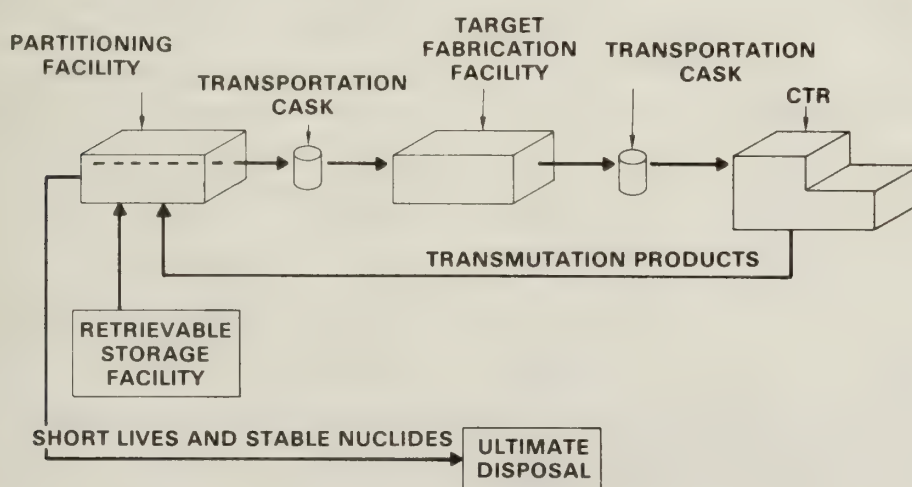 PARTITIONING
FACILITY
TRANSPORTATION
CASK
TARGET
FABRICATION
FACILITY
TRANSPORTATION
CASK
CTR
TRANSMUTATION PRODUCTS
RETRIEVABLE
STORAGE
FACILITY
SHORT LIVES AND STABLE NUCLIDES
ULTIMATE
DISPOSAL